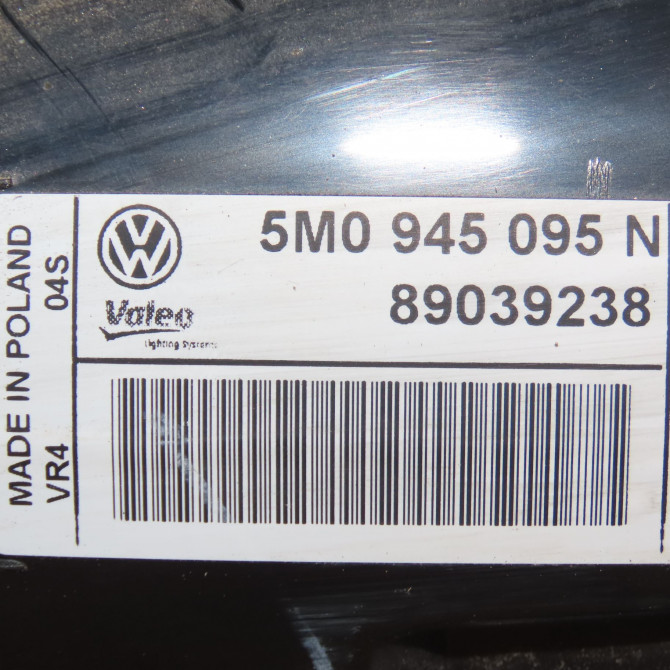 5M0 945 095 N
89039238
Valeo
Lighting Systems
MADE IN POLAND
VR4 04S